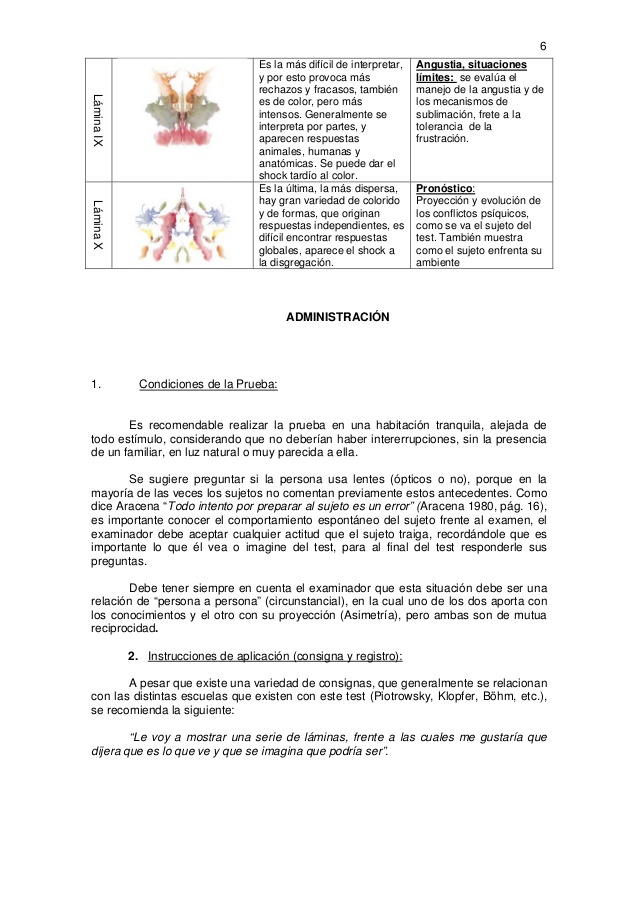 6
Lámina IX
Es la más difícil de interpretar,
y por esto provoca más
rechazos y fracasos, también
es de color, pero más
intensos. Generalmente se
interpreta por partes, y
aparecen respuestas
animales, humanas y
anatómicas. Se puede dar el
shock tardío al color.
Angustia, situaciones
límites: se evalúa el
manejo de la angustia y de
los mecanismos de
sublimación, frente a la
tolerancia de la
frustración.
Lámina X
Es la última, la más dispersa,
hay gran variedad de colorido
y de formas, que originan
respuestas independientes, es
difícil encontrar respuestas
globales, aparece el shock a
la disgregación.
Pronóstico:
Proyección y evolución de
los conflictos psíquicos,
como se va el sujeto del
test. También muestra
como el sujeto enfrenta su
ambiente
ADMINISTRACIÓN
1. Condiciones de la Prueba:
Es recomendable realizar la prueba en una habitación tranquila, alejada de
todo estímulo, considerando que no deberían haber intererrupciones, sin la presencia
de un familiar, en luz natural o muy parecida a ella.
Se sugiere preguntar si la persona usa lentes (ópticos o no), porque en la
mayoría de las veces los sujetos no comentan previamente estos antecedentes. Como
dice Aracena “Todo intento por preparar al sujeto es un error” (Aracena 1980, pág. 16),
es importante conocer el comportamiento espontáneo del sujeto frente al examen, el
examinador debe aceptar cualquier actitud que el sujeto traiga, recordándole que es
importante lo que él vea o imagine del test, para al final del test responderle sus
preguntas.
Debe tener siempre en cuenta el examinador que esta situación debe ser una
relación de “persona a persona” (circunstancial), en la cual uno de los dos aporta con
los conocimientos y el otro con su proyección (Asimetría), pero ambas son de mutua
reciprocidad.
2. Instrucciones de aplicación (consigna y registro):
A pesar que existe una variedad de consignas, que generalmente se relacionan
con las distintas escuelas que existen con este test (Piotrowsky, Klopfer, Böhm, etc.),
se recomienda la siguiente:
“Le voy a mostrar una serie de láminas, frente a las cuales me gustaría que
dijera que es lo que ve y que se imagina que podría ser”.